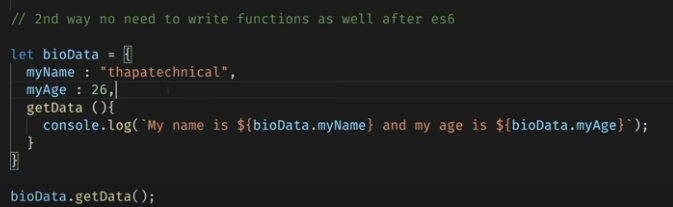 // 2nd way no need to write functions as well after es6
let bioData = {
myName : "thapatechnical",
myAge : 26,
getData (){
console.log(`My name is ${bioData.myName} and my age is ${bioData.myAge}`);
}
}
bioData.getData();